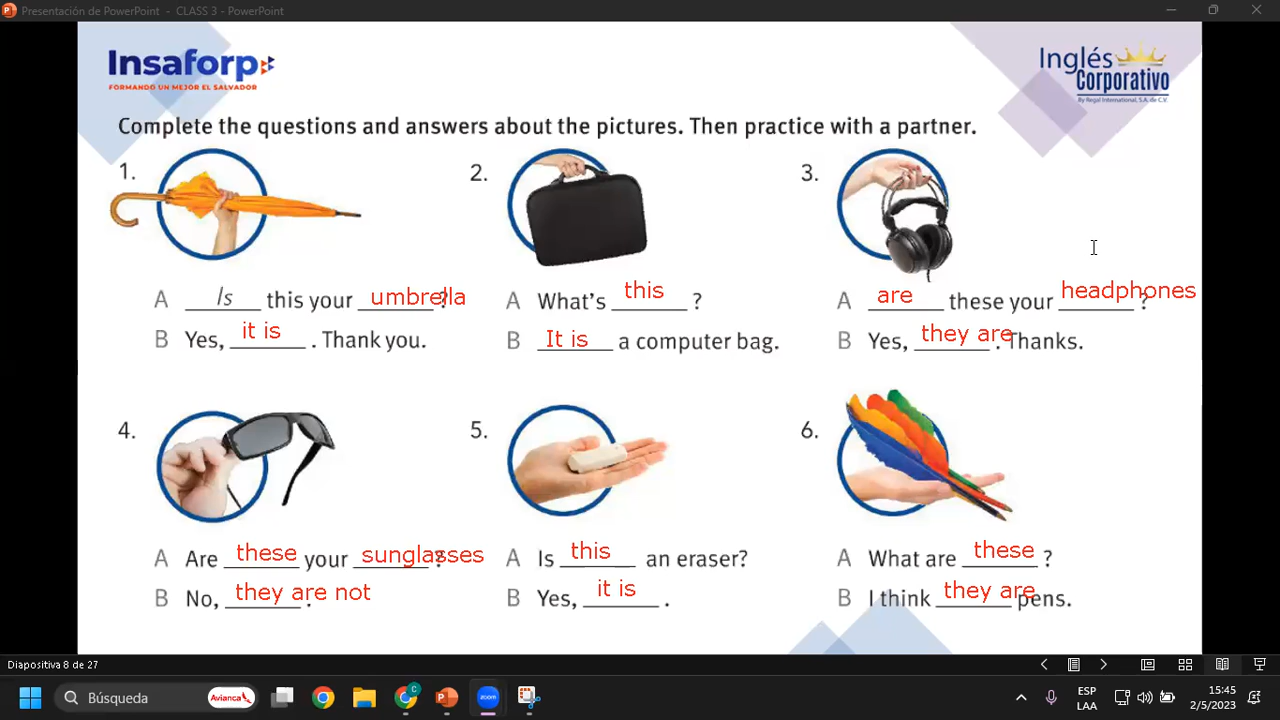 Presentación de PowerPoint - CLASS 3 - PowerPoint
Insaforp
FORMANDO UN MEJOR EL SALVADOR
Inglés
Corporativo
By Regal International, S.A. de C.V.
Complete the questions and answers about the pictures. Then practice with a partner.
1.
A Is this your umbrella ?
B Yes, it is . Thank you.
2.
A What's this ?
B It is a computer bag.
3.
A are these your headphones ?
B Yes, they are . Thanks.
4.
A Are these your sunglasses ?
B No, they are not .
5.
A Is this an eraser?
B Yes, it is .
6.
A What are these ?
B I think they are pens.
Diapositiva 8 de 27
Búsqueda
Avianca
C
zoom
ESP
LAA
15:45
2/5/2023